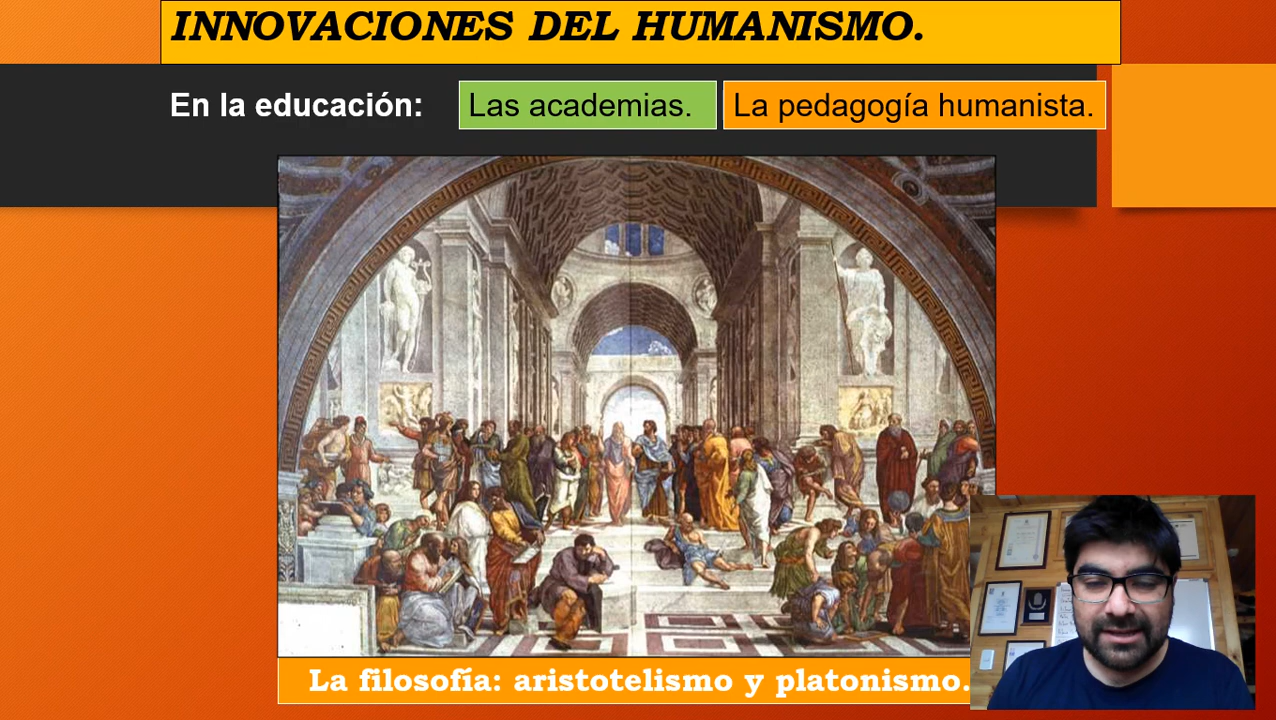 INNOVACIONES DEL HUMANISMO.
En la educación:
Las academias.
La pedagogía humanista.
La filosofía: aristotelismo y platonismo.